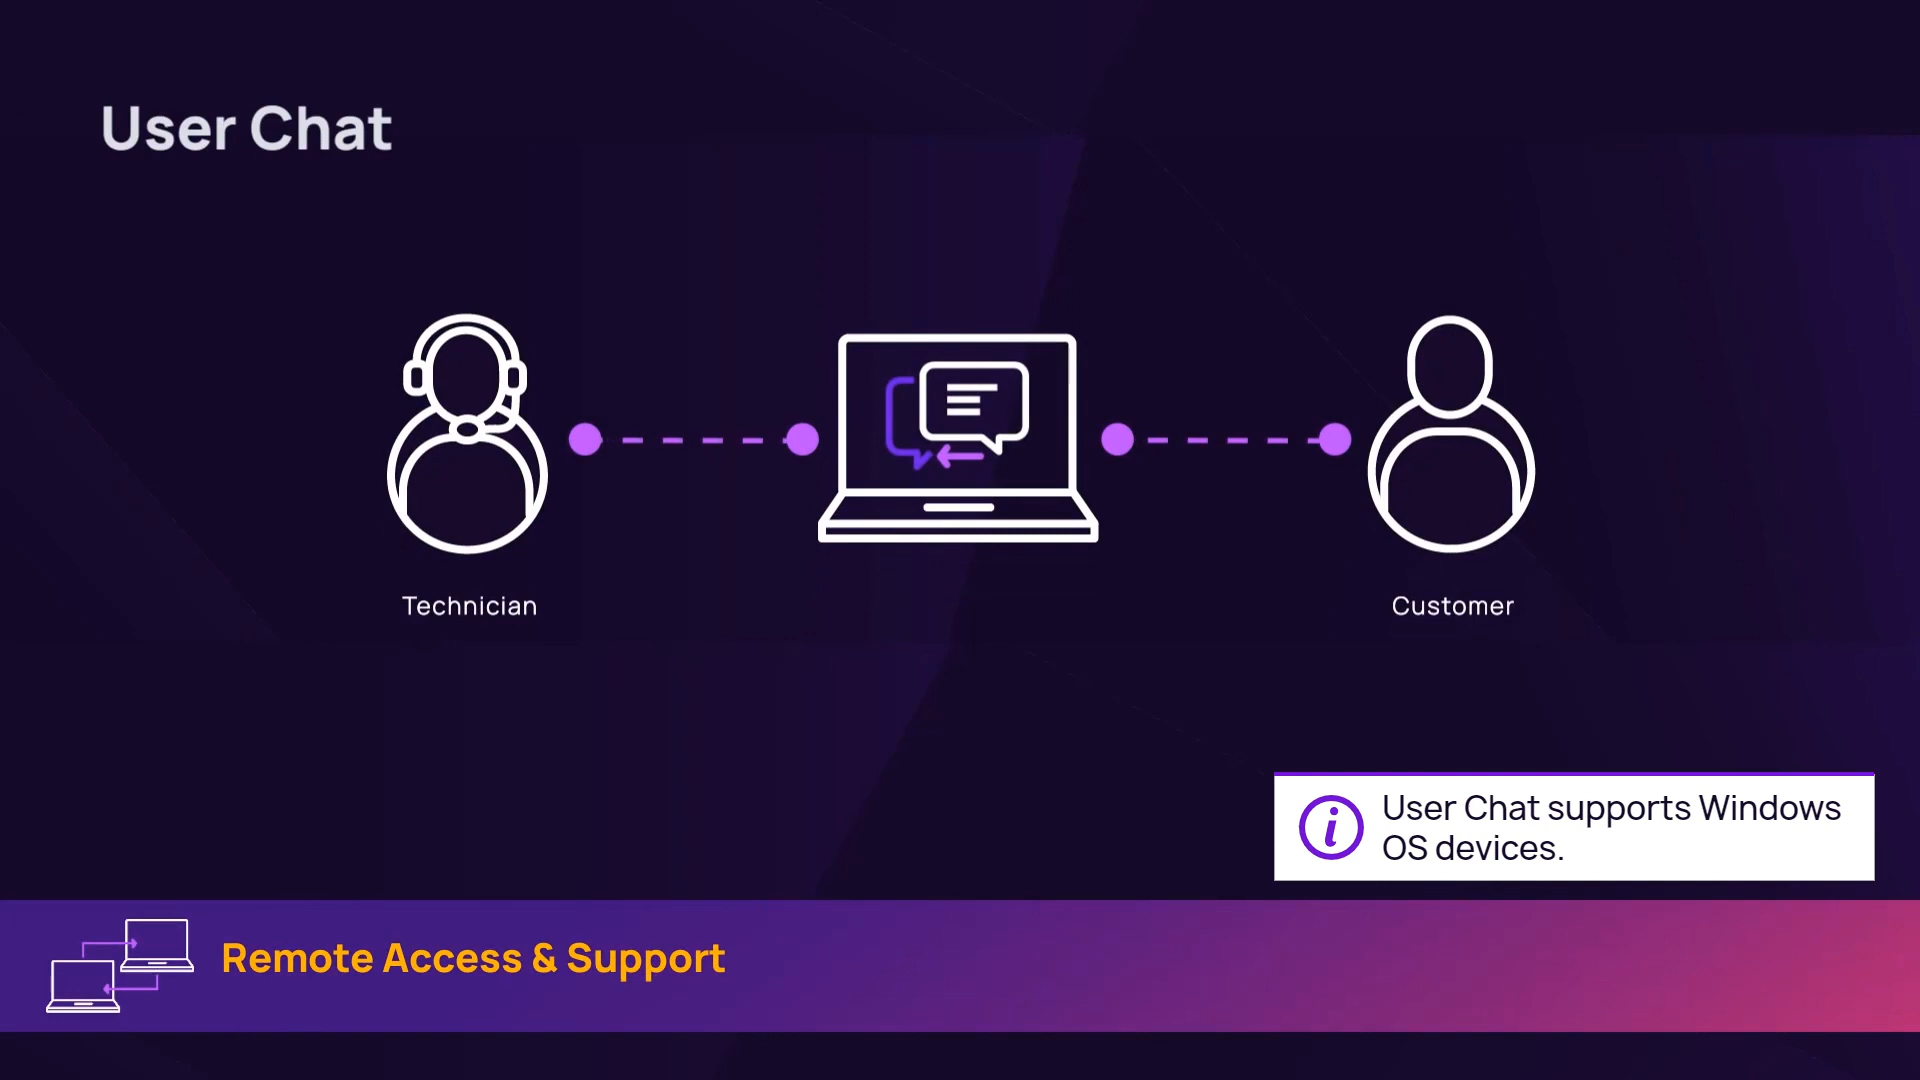 User Chat
Technician
Customer
User Chat supports Windows
OS devices.
Remote Access & Support